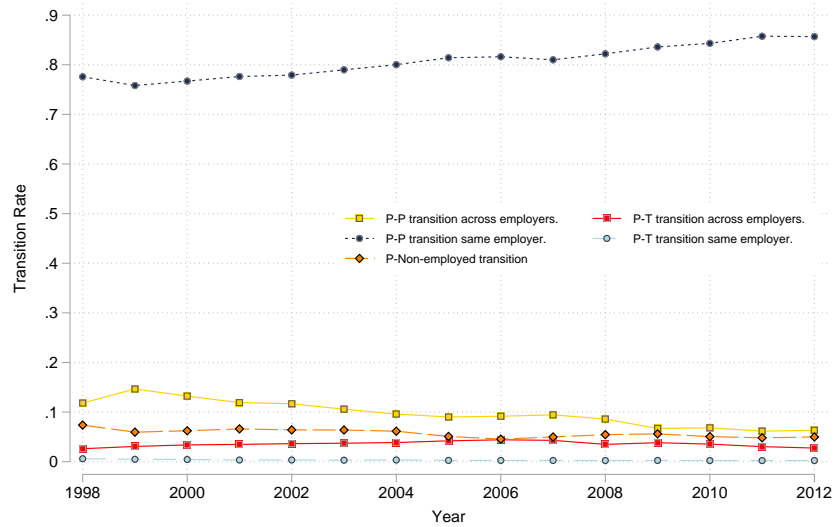 .9
.8
.7
.6
.5
.4
.3
.2
.1
0
Transition Rate
P-P transition across employers.
P-T transition across employers.
P-P transition same employer.
P-T transition same employer.
P-Non-employed transition
1998 2000 2002 2004 2006 2008 2010 2012
Year